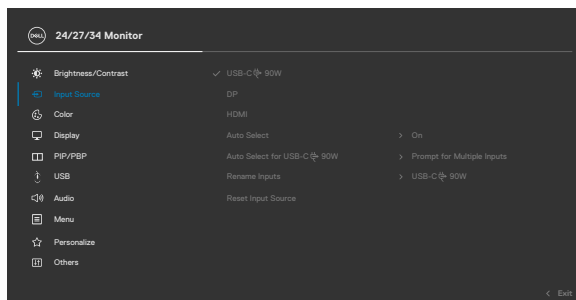 DELL 24/27/34 Monitor
Brightness/Contrast USB-C 90W
Input Source DP
Color HDMI
Display Auto Select On
PIP/PBP Auto Select for USB-C 90W Prompt for Multiple Inputs
USB Rename Inputs USB-C 90W
Audio Reset Input Source
Menu
Personalize
Others
Exit